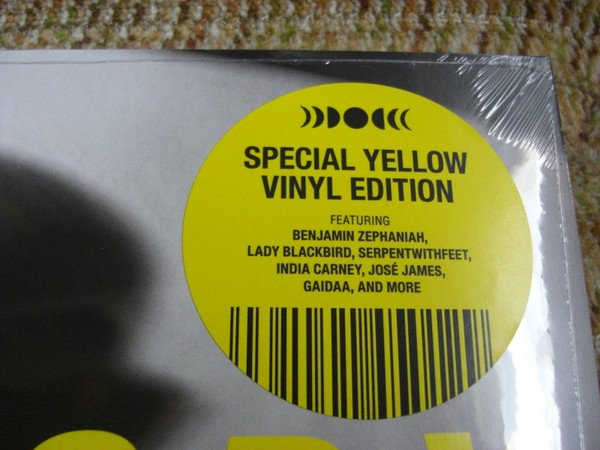 SPECIAL YELLOW
VINYL EDITION
FEATURING
BENJAMIN ZEPHANIAH,
LADY BLACKBIRD, SERPENTWITHFEET,
INDIA CARNEY, JOSÉ JAMES,
GAIDAA, AND MORE